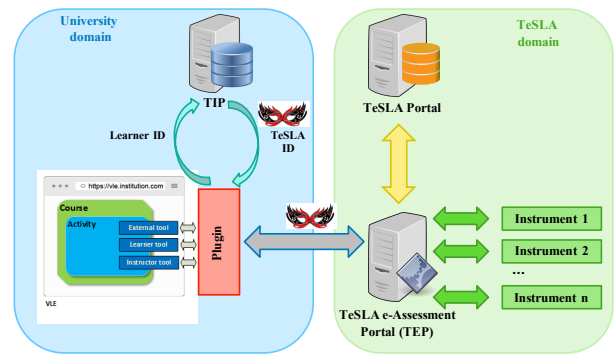 University
domain
TeSLA
domain
TIP
TeSLA Portal
Learner ID
TeSLA
ID
https://vle.institution.com
Course
Activity
External tool
Learner tool
Instructor tool
VLE
Plugin
Instrument 1
Instrument 2
...
Instrument n
TeSLA e-Assessment
Portal (TEP)